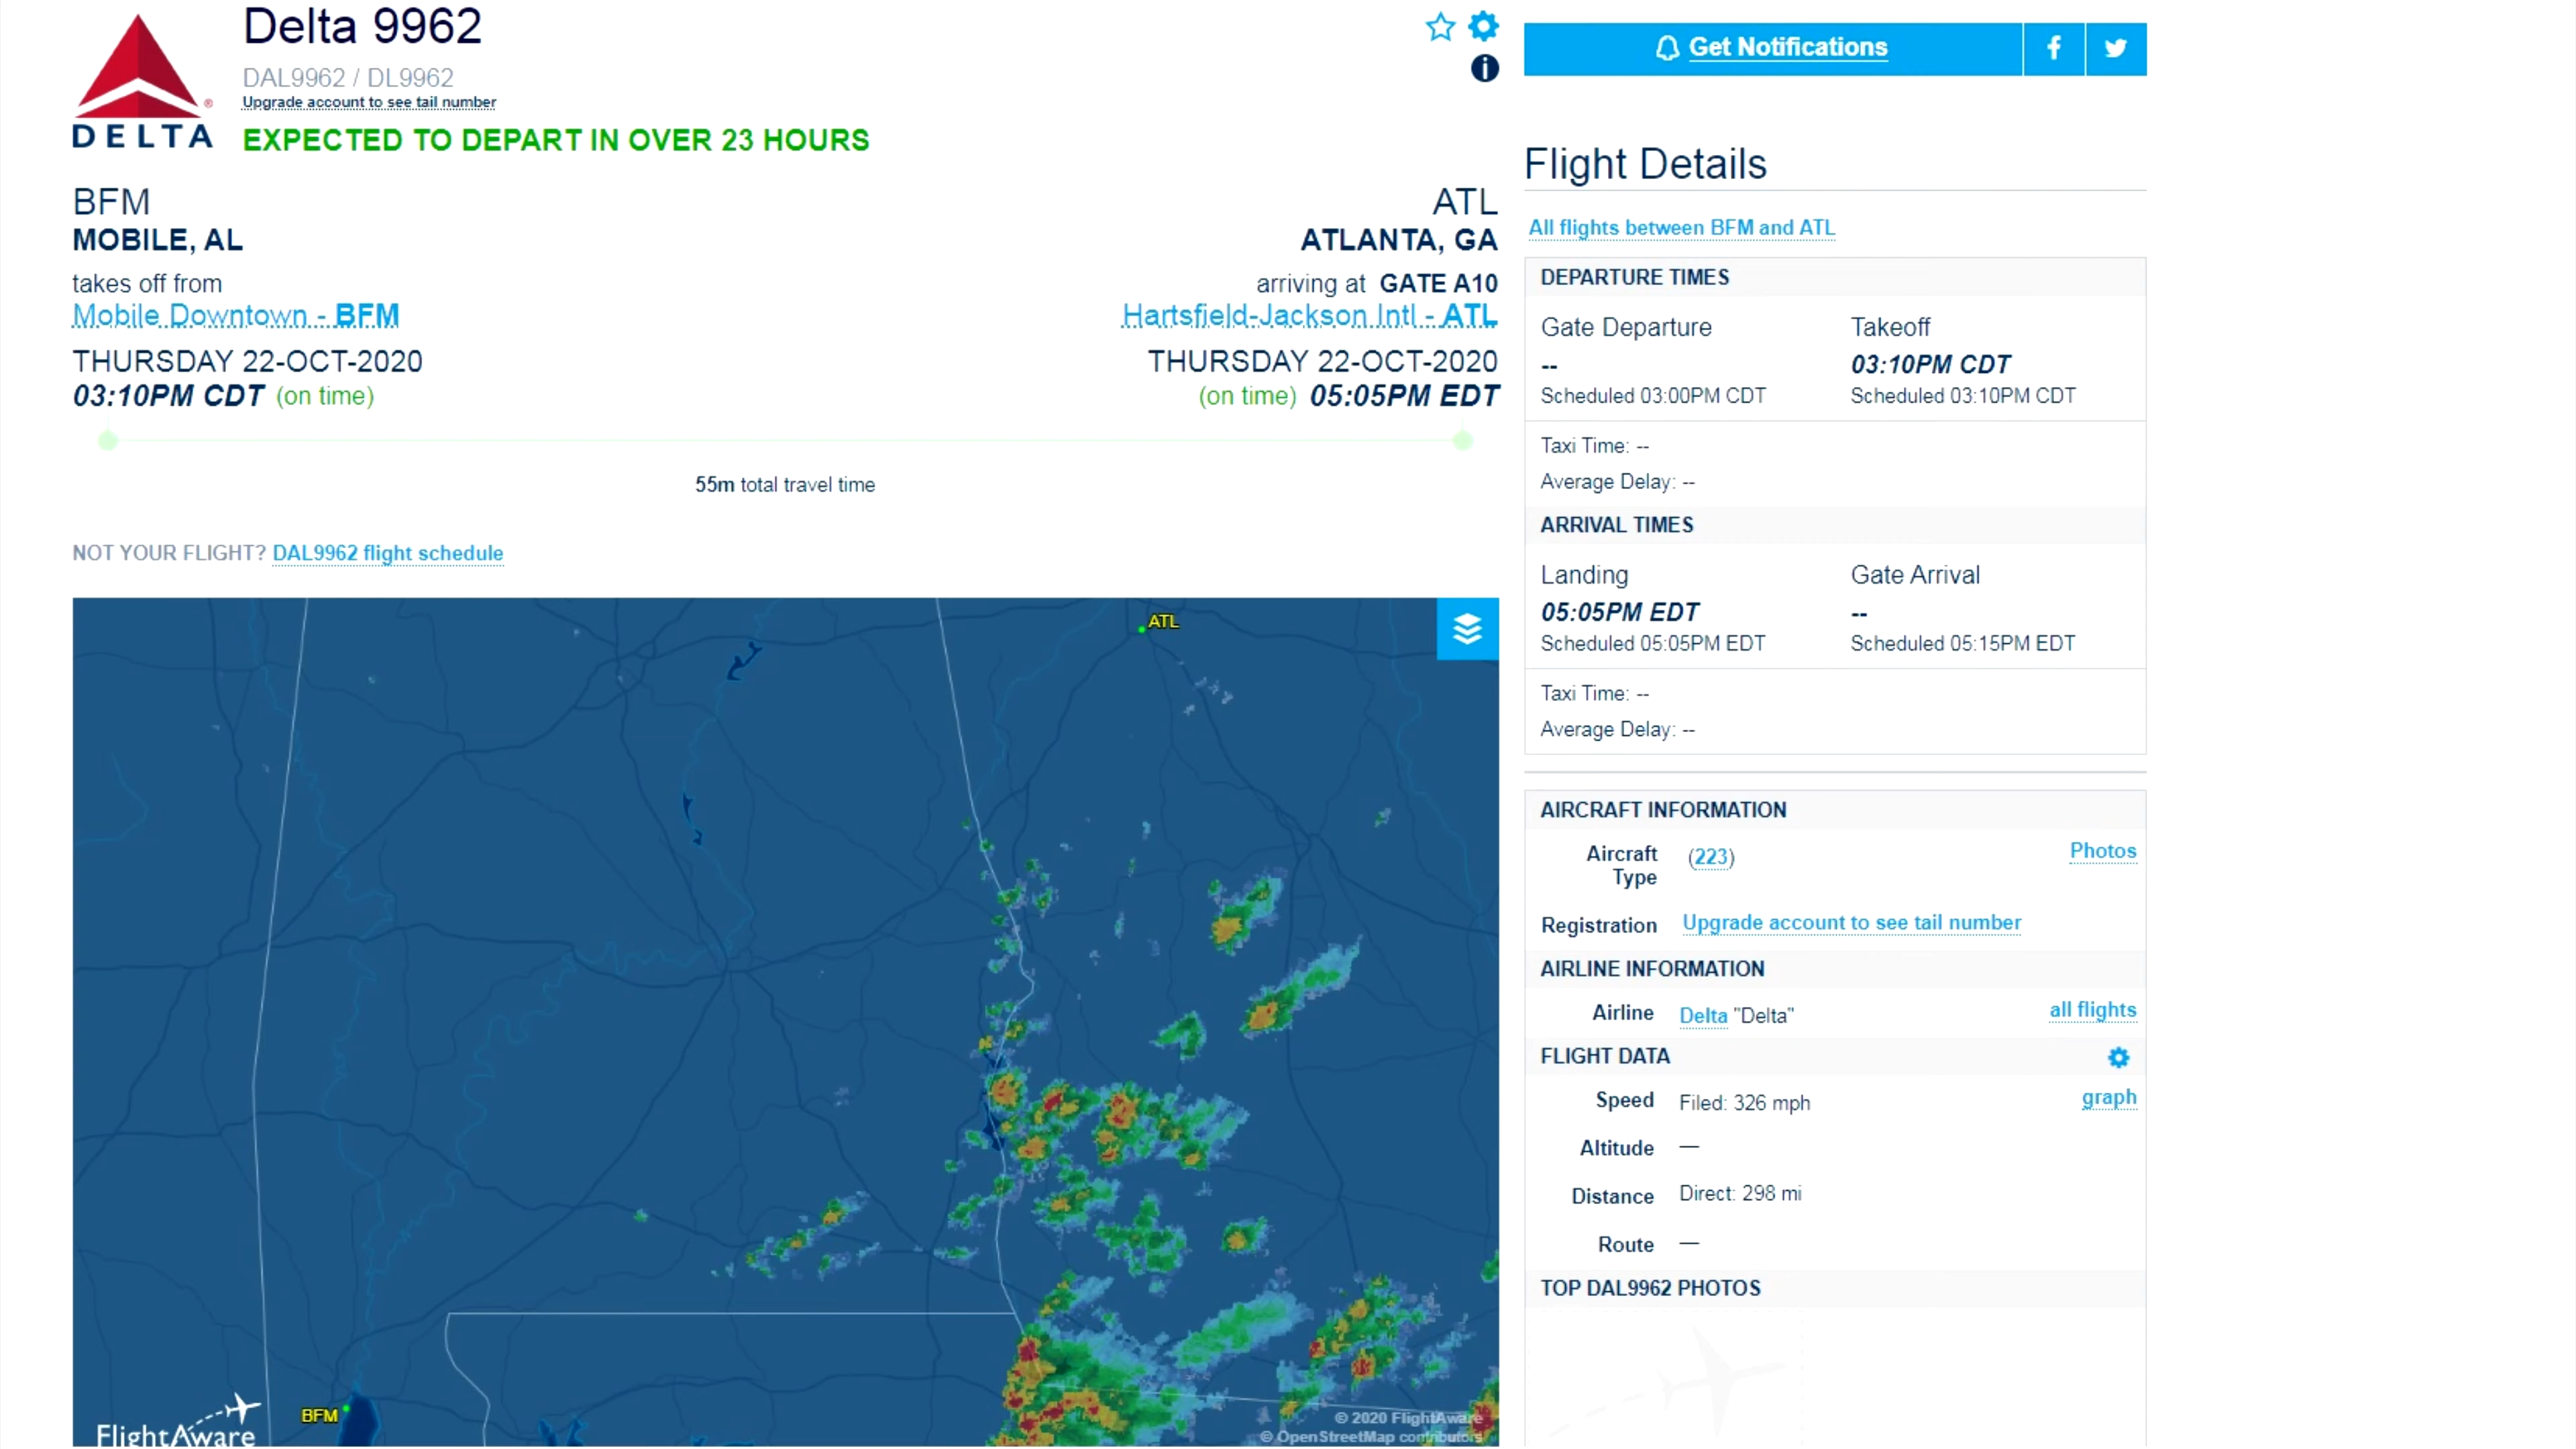 Delta 9962
DAL9962 / DL9962
Upgrade account to see tail number
EXPECTED TO DEPART IN OVER 23 HOURS
DELTA
®
BFM
MOBILE, AL
takes off from
Mobile Downtown - BFM
THURSDAY 22-OCT-2020
03:10PM CDT (on time)
ATL
ATLANTA, GA
arriving at GATE A10
Hartsfield-Jackson Intl - ATL
THURSDAY 22-OCT-2020
(on time) 05:05PM EDT
55m total travel time
NOT YOUR FLIGHT? DAL9962 flight schedule
ATL
BFM
FlightAware
© 2020 FlightAware
© OpenStreetMap contributors
Get Notifications
Flight Details
All flights between BFM and ATL
DEPARTURE TIMES
Gate Departure Takeoff
-- 03:10PM CDT
Scheduled 03:00PM CDT Scheduled 03:10PM CDT
Taxi Time: --
Average Delay: --
ARRIVAL TIMES
Landing Gate Arrival
05:05PM EDT --
Scheduled 05:05PM EDT Scheduled 05:15PM EDT
Taxi Time: --
Average Delay: --
AIRCRAFT INFORMATION
Aircraft Type (223) Photos
Registration Upgrade account to see tail number
AIRLINE INFORMATION
Airline Delta "Delta" all flights
FLIGHT DATA
Speed Filed: 326 mph graph
Altitude —
Distance Direct: 298 mi
Route —
TOP DAL9962 PHOTOS